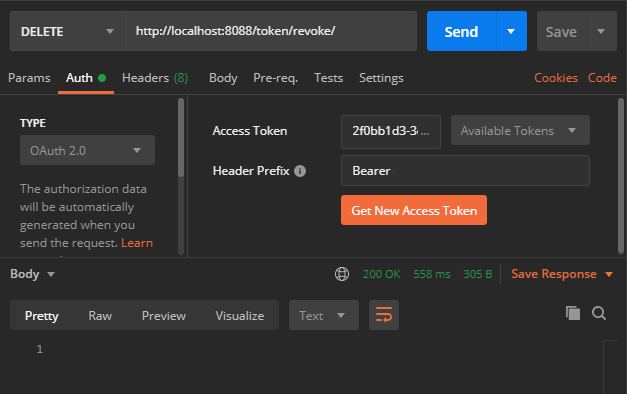 DELETE http://localhost:8088/token/revoke/ Send Save
Params Auth Headers (8) Body Pre-req. Tests Settings Cookies Code
TYPE
OAuth 2.0
The authorization data
will be automatically
generated when you
send the request. Learn
Access Token 2f0bb1d3-3 ... Available Tokens
Header Prefix Bearer
Get New Access Token
Body 200 OK 558 ms 305 B Save Response
Pretty Raw Preview Visualize Text
1